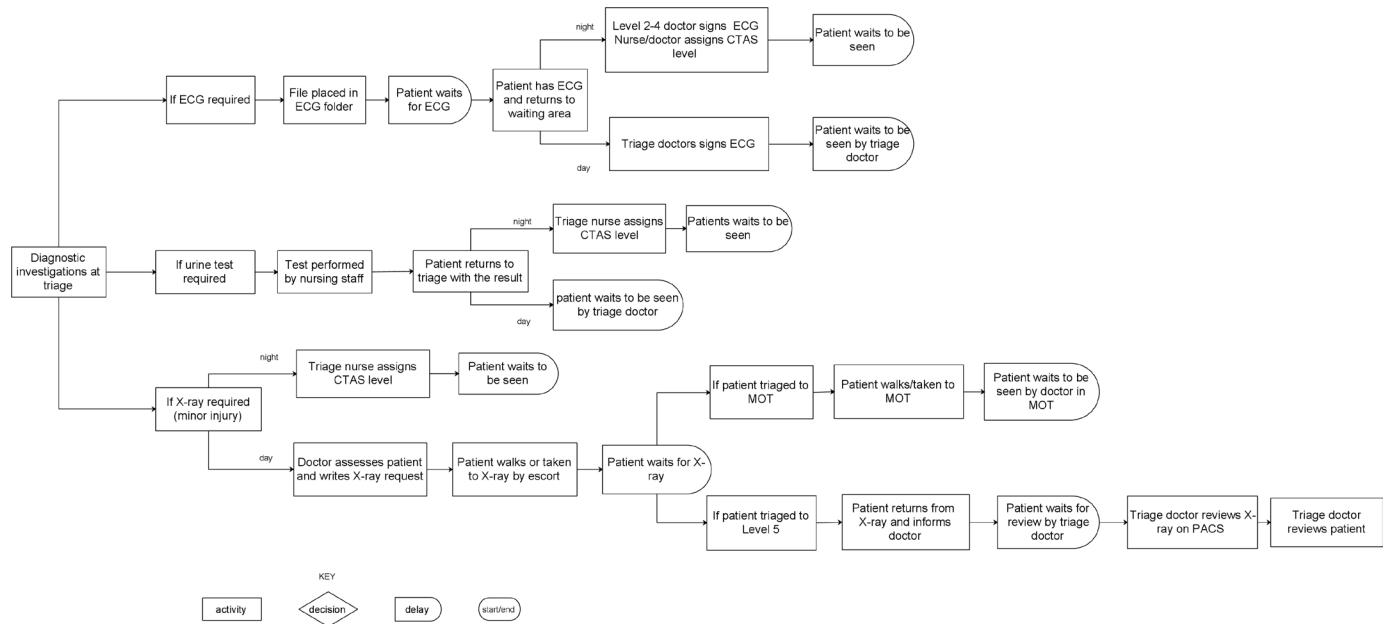 night
Level 2-4 doctor signs ECG
Nurse/doctor assigns CTAS
level
Patient waits to be
seen
If ECG required
File placed in
ECG folder
Patient waits
for ECG
Patient has ECG
and returns to
waiting area
Triage doctors signs ECG
Patient waits to be
seen by triage
doctor
day
Diagnostic
investigations at
triage
If urine test
required
Test performed
by nursing staff
Patient returns to
triage with the result
night
Triage nurse assigns
CTAS level
Patients waits to be
seen
patient waits to be seen
by triage doctor
day
night
Triage nurse assigns
CTAS level
Patient waits to
be seen
If X-ray required
(minor injury)
day
Doctor assesses patient
and writes X-ray request
Patient walks or taken
to X-ray by escort
Patient waits for X-
ray
If patient triaged to
MOT
Patient walks/taken to
MOT
Patient waits to be
seen by doctor in
MOT
If patient triaged to
Level 5
Patient returns from
X-ray and informs
doctor
Patient waits for
review by triage
doctor
Triage doctor reviews X-
ray on PACS
Triage doctor
reviews patient
KEY
activity
decision
delay
start/end